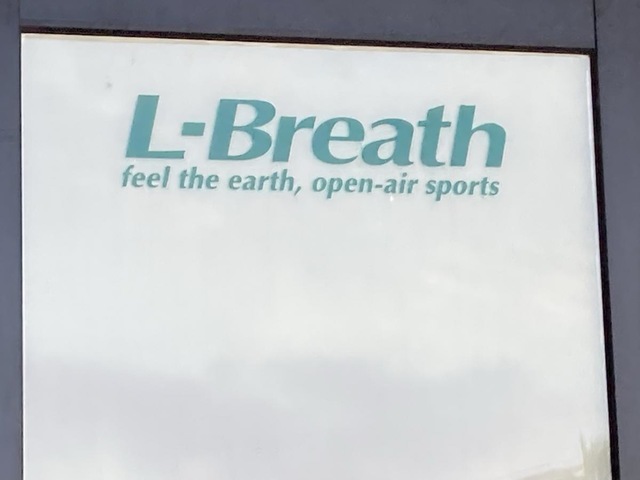 L-Breath
feel the earth, open-air sports